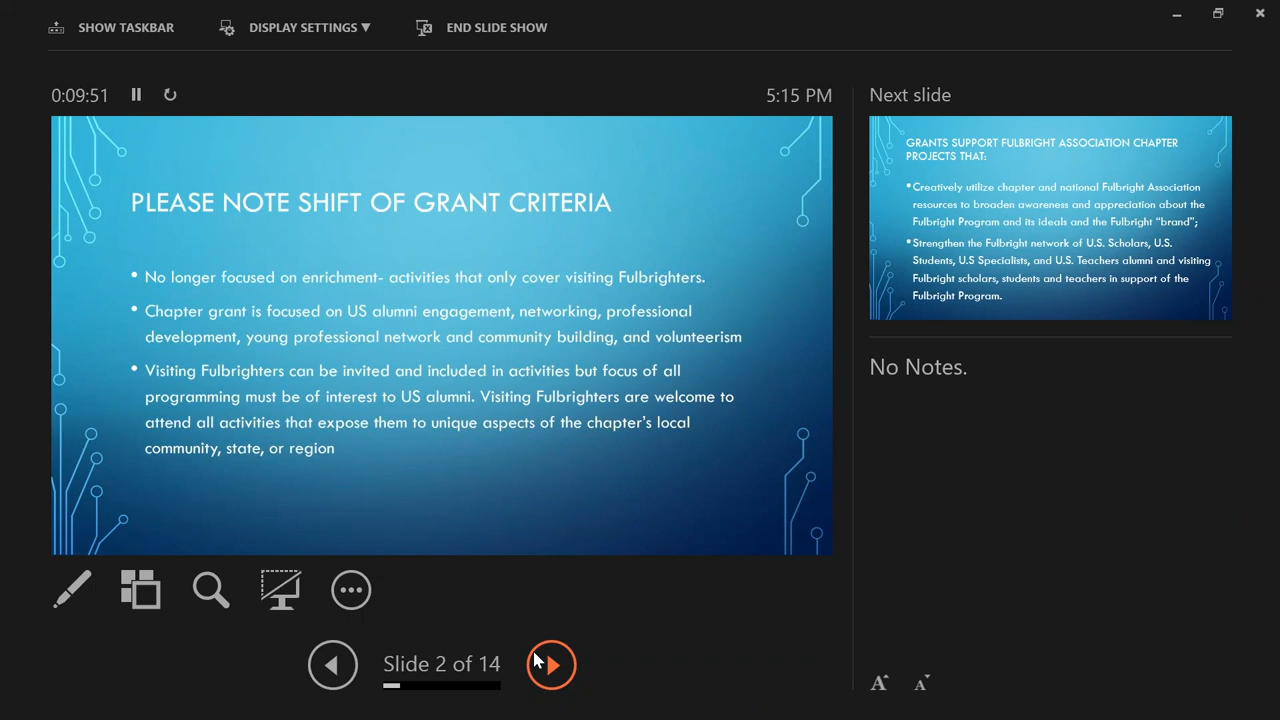 SHOW TASKBAR
DISPLAY SETTINGS ▼
END SLIDE SHOW
0:09:51
5:15 PM
PLEASE NOTE SHIFT OF GRANT CRITERIA
• No longer focused on enrichment- activities that only cover visiting Fulbrighters.
• Chapter grant is focused on US alumni engagement, networking, professional
development, young professional network and community building, and volunteerism
• Visiting Fulbrighters can be invited and included in activities but focus of all
programming must be of interest to US alumni. Visiting Fulbrighters are welcome to
attend all activities that expose them to unique aspects of the chapter's local
community, state, or region
Slide 2 of 14
Next slide
GRANTS SUPPORT FULBRIGHT ASSOCIATION CHAPTER
PROJECTS THAT:
•Creatively utilize chapter and national Fulbright Association
resources to broaden awareness and appreciation about the
Fulbright Program and its ideals and the Fulbright "brand";
•Strengthen the Fulbright network of U.S. Scholars, U.S.
Students, U.S Specialists, and U.S. Teachers alumni and visiting
Fulbright scholars, students and teachers in support of the
Fulbright Program.
No Notes.
A A